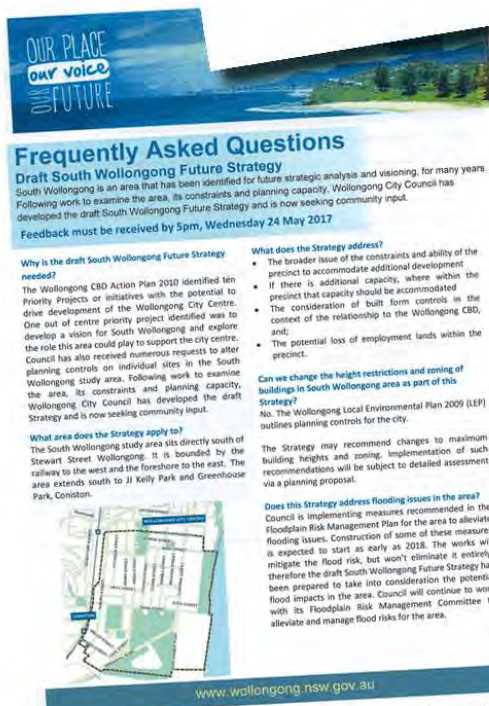 OUR PLACE
our voice
OUR FUTURE
Frequently Asked Questions
Draft South Wollongong Future Strategy
South Wollongong is an area that has been identified for future strategic analysis and visioning, for many years
Following work to examine the area, its constraints and planning capacity, Wollongong City Council has
developed the draft South Wollongong Future Strategy and is now seeking community input.
Feedback must be received by 5pm, Wednesday 24 May 2017
Why is the draft South Wollongong Future Strategy
needed?
The Wollongong CBD Action Plan 2010 identified ten
Priority Projects or initiatives with the potential to
drive development of the Wollongong City Centre.
One out of centre priority project identified was to
develop a vision for South Wollongong and explore
the role this area could play to support the city centre.
Council has also received numerous requests to alter
planning controls on individual sites in the South
Wollongong study area. Following work to examine
the area, its constraints and planning capacity,
Wollongong City Council has developed the draft
Strategy and is now seeking community input.
What area does the Strategy apply to?
The South Wollongong study area sits directly south of
Stewart Street Wollongong. It is bounded by the
railway to the west and the foreshore to the east. The
area extends south to JJ Kelly Park and Greenhouse
Park, Coniston.
WOLLONGONG CITY CENTRE
CONISTON
What does the Strategy address?
• The broader issue of the constraints and ability of the
precinct to accommodate additional development
• If there is additional capacity, where within the
precinct that capacity should be accommodated
• The consideration of built form controls in the
context of the relationship to the Wollongong CBD,
and;
• The potential loss of employment lands within the
precinct.
Can we change the height restrictions and zoning of
buildings in South Wollongong area as part of this
Strategy?
No. The Wollongong Local Environmental Plan 2009 (LEP)
outlines planning controls for the city.
The Strategy may recommend changes to maximum
building heights and zoning. Implementation of such
recommendations will be subject to detailed assessment
via a planning proposal.
Does this Strategy address flooding issues in the area?
Council is implementing measures recommended in the
Floodplain Risk Management Plan for the area to alleviate
flooding issues. Construction of some of these measure
is expected to start as early as 2018. The works wi
mitigate the flood risk, but won't eliminate it entirely
therefore the draft South Wollongong Future Strategy ha
been prepared to take into consideration the potenti
flood impacts in the area. Council will continue to wor
with its Floodplain Risk Management Committee t
alleviate and manage flood risks for the area.
www.wollongong.nsw.gov.au